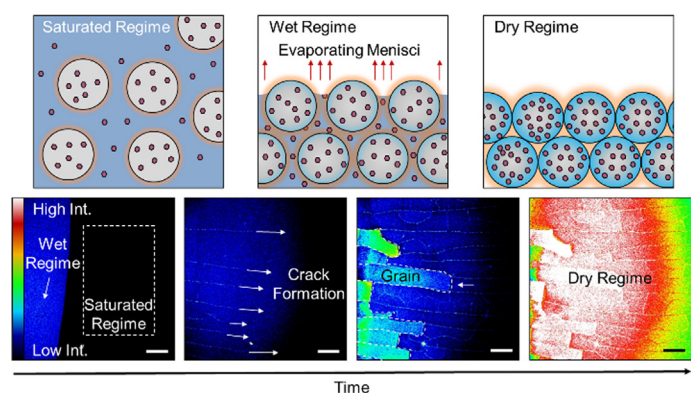 Saturated Regime
Wet Regime
Evaporating Menisci
Dry Regime
High Int.
Wet
Regime
Saturated
Regime
Low Int.
Crack
Formation
Grain
Dry Regime
Time